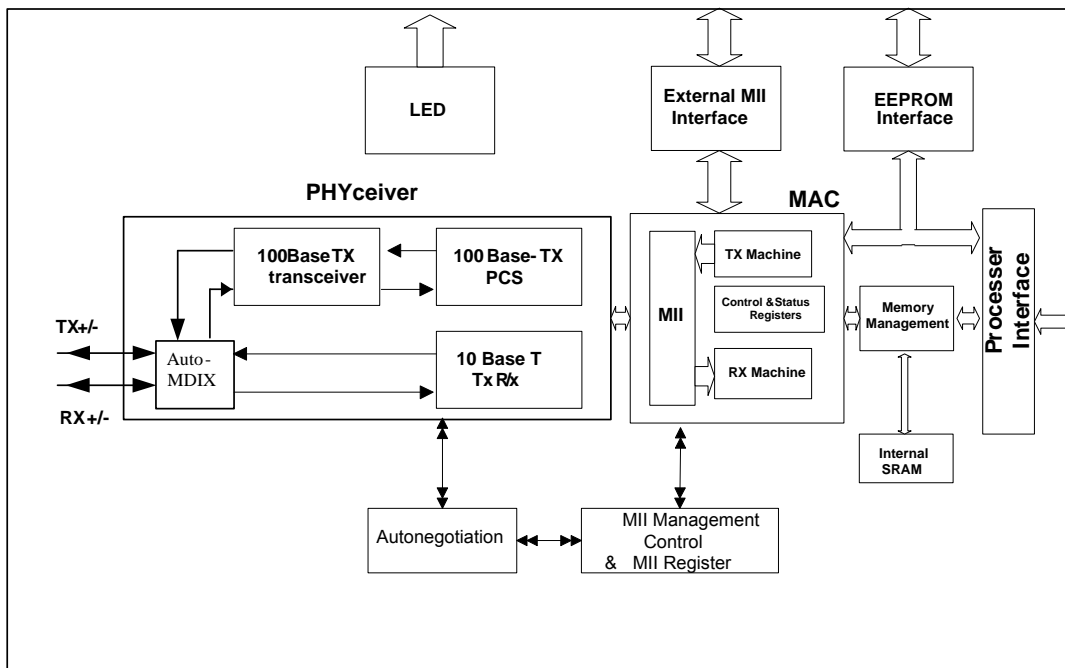 LED
External MII
Interface
EEPROM
Interface
PHYceiver
MAC
100Base TX
transceiver
100 Base- TX
PCS
MII
TX Machine
Control & Status
Registers
RX Machine
Memory
Management
Processer
Interface
TX+/-
Auto-
MDIX
RX+/-
10 Base T
Tx R/x
Internal
SRAM
Autonegotiation
MII Management
Control
& MII Register